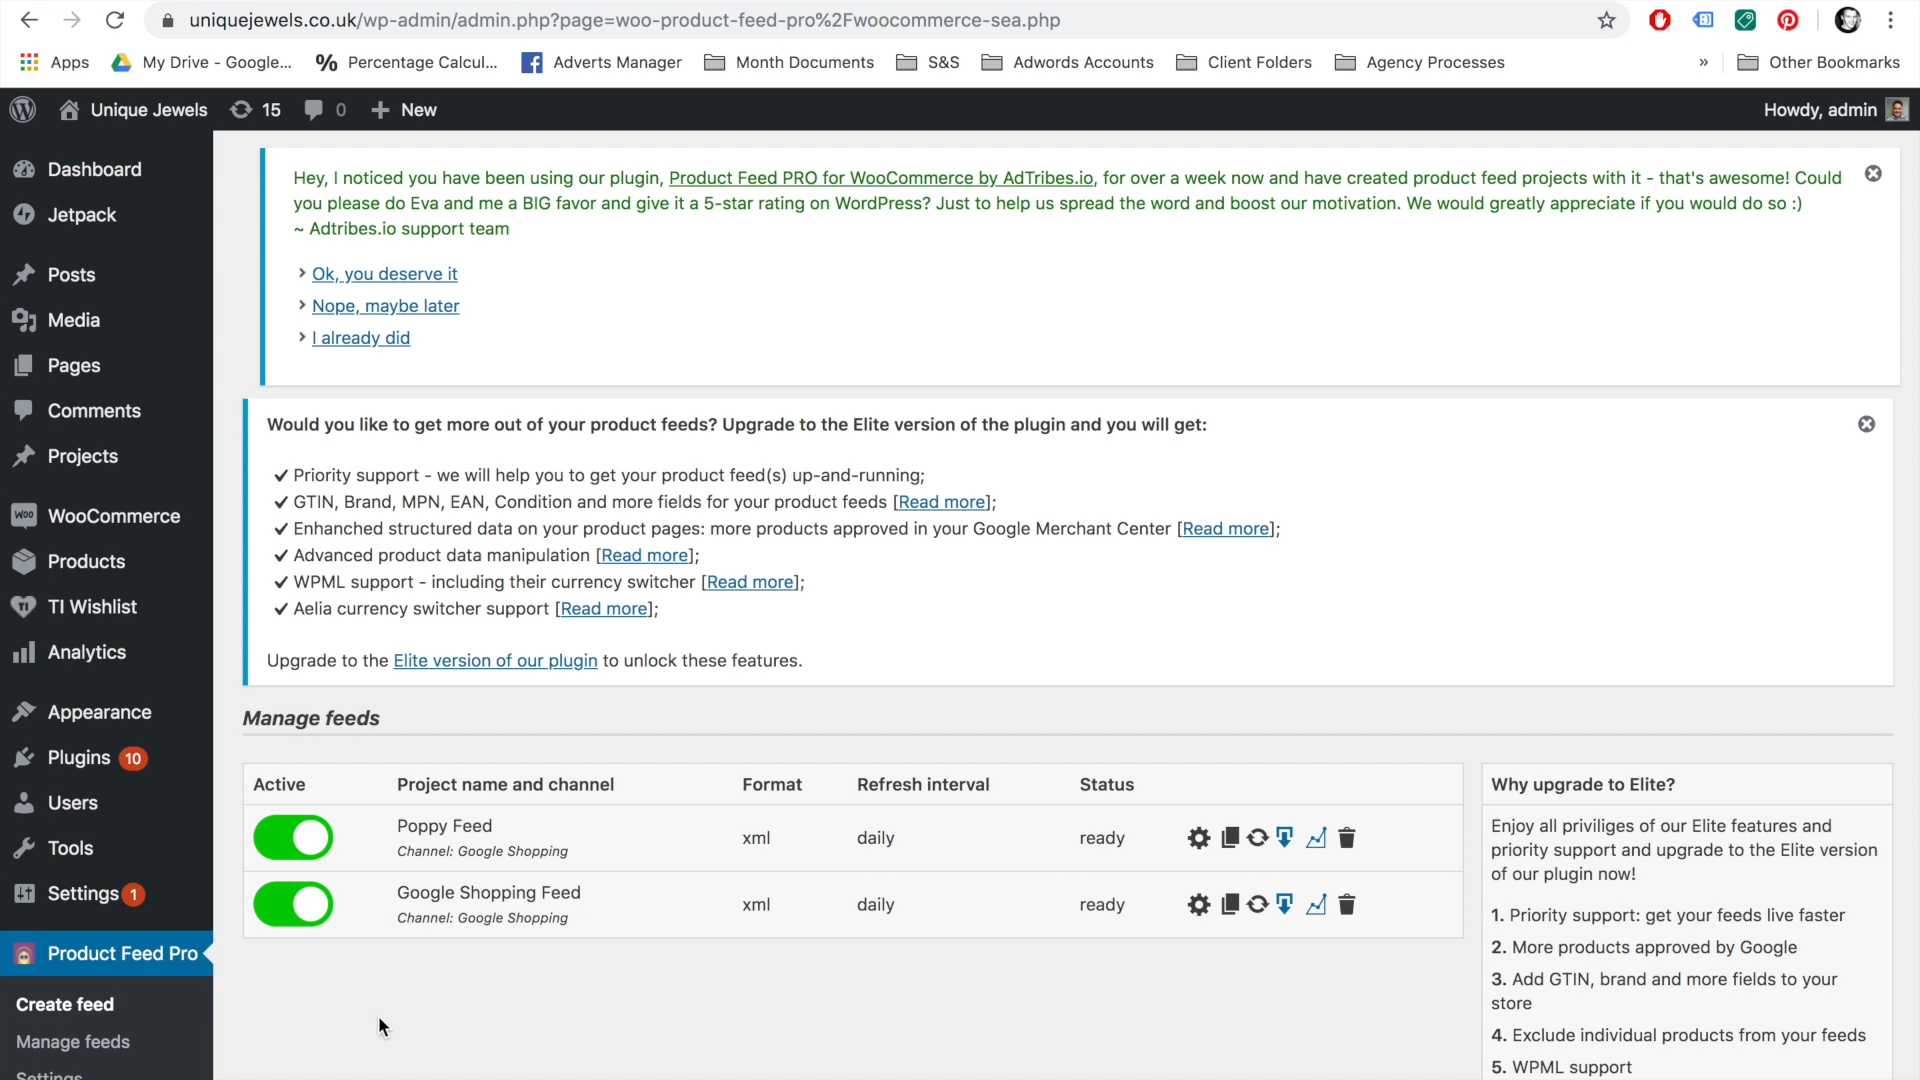 uniquejewels.co.uk/wp-admin/admin.php?page=woo-product-feed-pro%2Fwoocommerce-sea.php
Apps
My Drive - Google...
% Percentage Calcul...
Adverts Manager
Month Documents
S&S
Adwords Accounts
Client Folders
Agency Processes
»
Other Bookmarks
Unique Jewels
15
0
+ New
Howdy, admin
Dashboard
Jetpack
Posts
Media
Pages
Comments
Projects
WooCommerce
Products
TI Wishlist
Analytics
Appearance
Plugins 10
Users
Tools
Settings 1
Product Feed Pro
Create feed
Manage feeds
Settings
Hey, I noticed you have been using our plugin, Product Feed PRO for WooCommerce by AdTribes.io, for over a week now and have created product feed projects with it - that's awesome! Could
you please do Eva and me a BIG favor and give it a 5-star rating on WordPress? Just to help us spread the word and boost our motivation. We would greatly appreciate if you would do so :)
~ Adtribes.io support team
Ok, you deserve it
Nope, maybe later
I already did
Would you like to get more out of your product feeds? Upgrade to the Elite version of the plugin and you will get:
✔ Priority support - we will help you to get your product feed(s) up-and-running;
✔ GTIN, Brand, MPN, EAN, Condition and more fields for your product feeds [Read more];
✔ Enhanched structured data on your product pages: more products approved in your Google Merchant Center [Read more];
✔ Advanced product data manipulation [Read more];
✔ WPML support - including their currency switcher [Read more];
✔ Aelia currency switcher support [Read more];
Upgrade to the Elite version of our plugin to unlock these features.
Manage feeds
Active Project name and channel Format Refresh interval Status
Poppy Feed
Channel: Google Shopping
xml daily ready
Google Shopping Feed
Channel: Google Shopping
xml daily ready
Why upgrade to Elite?
Enjoy all priviliges of our Elite features and
priority support and upgrade to the Elite version
of our plugin now!
1. Priority support: get your feeds live faster
2. More products approved by Google
3. Add GTIN, brand and more fields to your
store
4. Exclude individual products from your feeds
5. WPML support